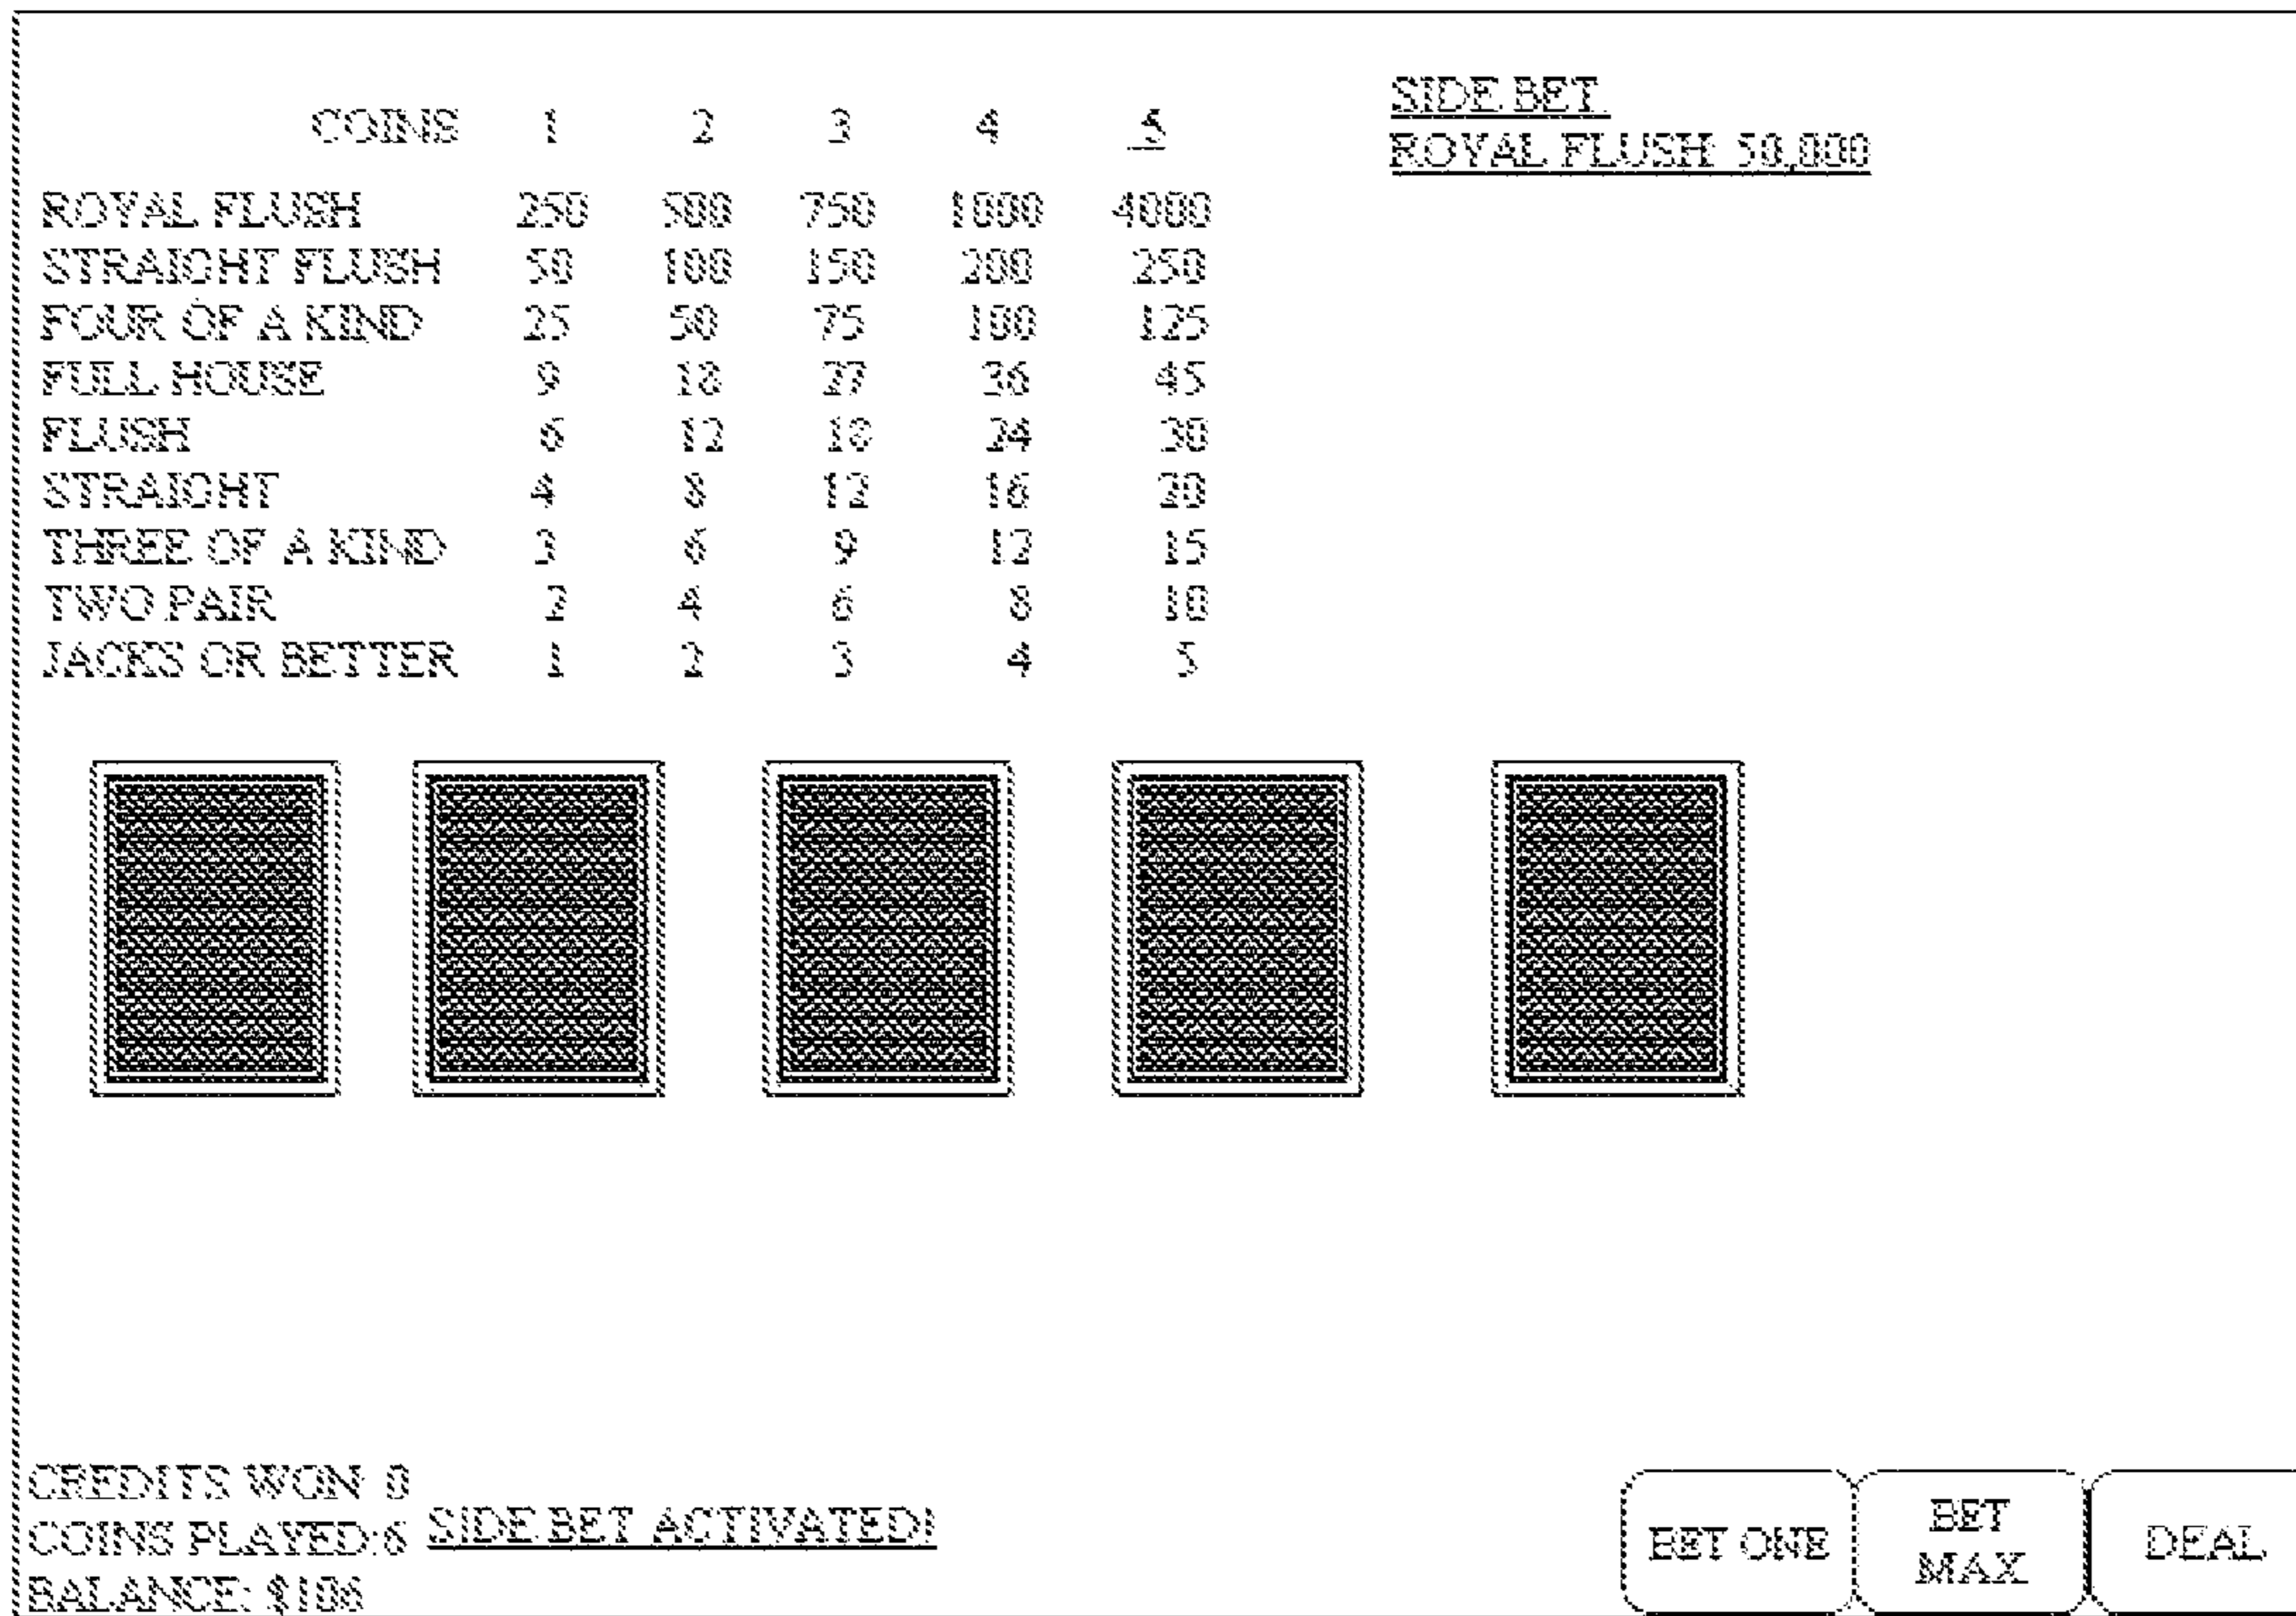 COINS 1 2 3 4 5
ROYAL FLUSH 250 500 750 1000 4000
STRAIGHT FLUSH 50 100 150 200 250
FOUR OF A KIND 25 50 75 100 125
FULL HOUSE 9 18 27 36 45
FLUSH 6 12 18 24 30
STRAIGHT 4 8 12 16 20
THREE OF A KIND 3 6 9 12 15
TWO PAIR 2 4 6 8 10
JACKS OR BETTER 1 2 3 4 5
SIDE BET
ROYAL FLUSH: 50,000
CREDITS WON: 0
COINS PLAYED:6
BALANCE: $106
SIDE BET ACTIVATED!
BET ONE
BET
MAX
DEAL